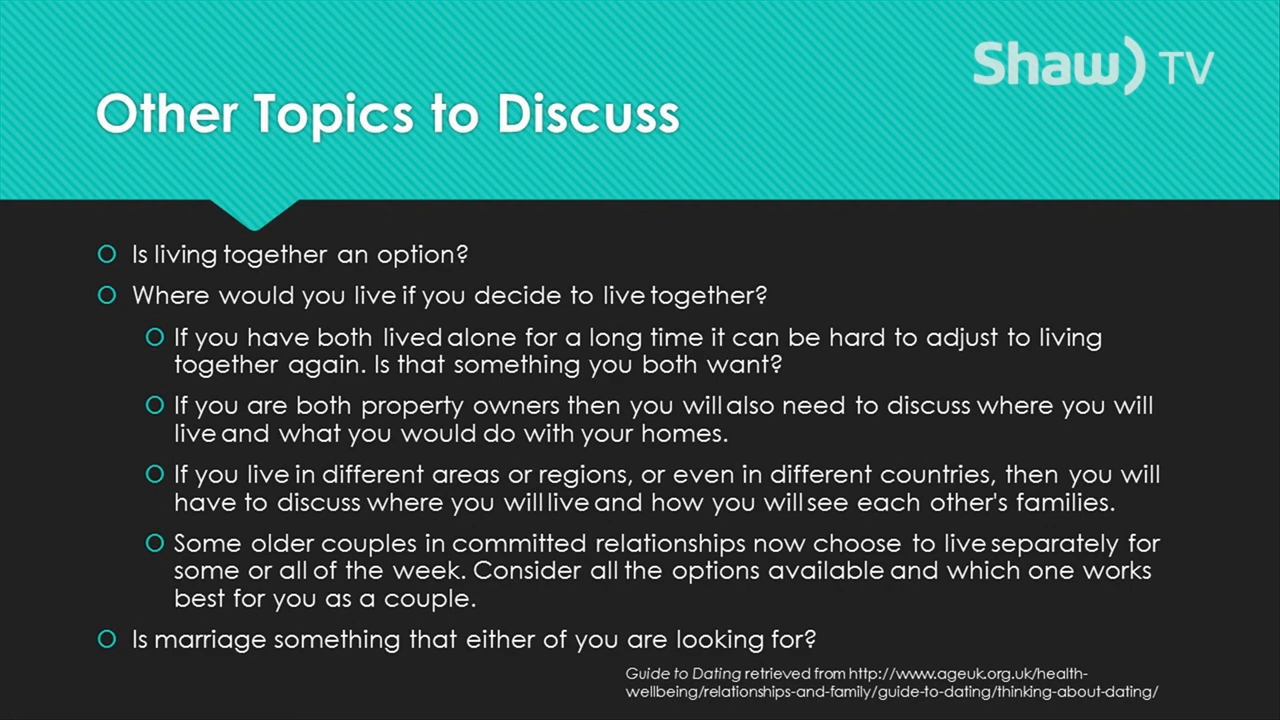 Shaw) TV
Other Topics to Discuss
Is living together an option?
Where would you live if you decide to live together?
If you have both lived alone for a long time it can be hard to adjust to living
together again. Is that something you both want?
If you are both property owners then you will also need to discuss where you will
live and what you would do with your homes.
If you live in different areas or regions, or even in different countries, then you will
have to discuss where you will live and how you will see each other's families.
Some older couples in committed relationships now choose to live separately for
some or all of the week. Consider all the options available and which one works
best for you as a couple.
Is marriage something that either of you are looking for?
Guide to Dating retrieved from http://www.ageuk.org.uk/health-
wellbeing/relationships-and-family/guide-to-dating/thinking-about-dating/